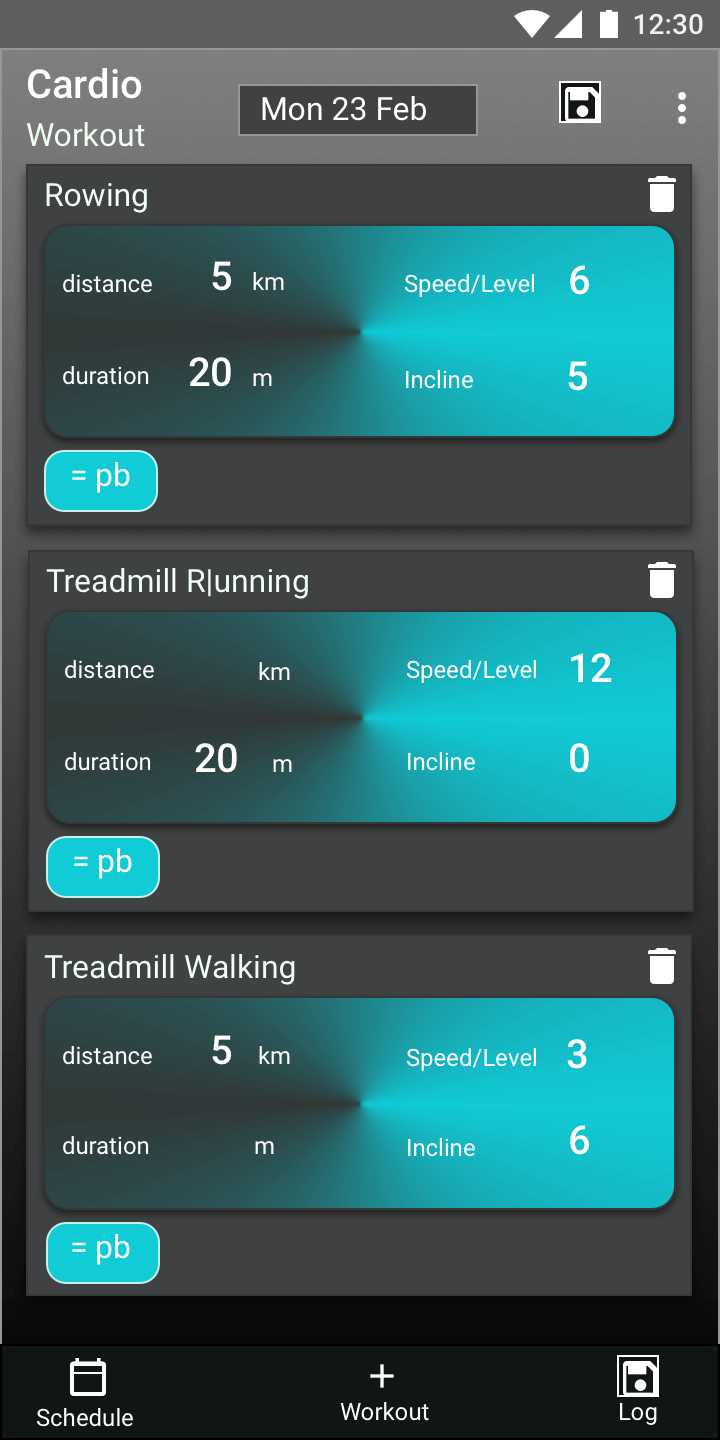 12:30
Cardio
Workout
Mon 23 Feb
Rowing
distance 5 km Speed/Level 6
duration 20 m Incline 5
= pb
Treadmill R|unning
distance km Speed/Level 12
duration 20 m Incline 0
= pb
Treadmill Walking
distance 5 km Speed/Level 3
duration m Incline 6
= pb
Schedule Workout Log